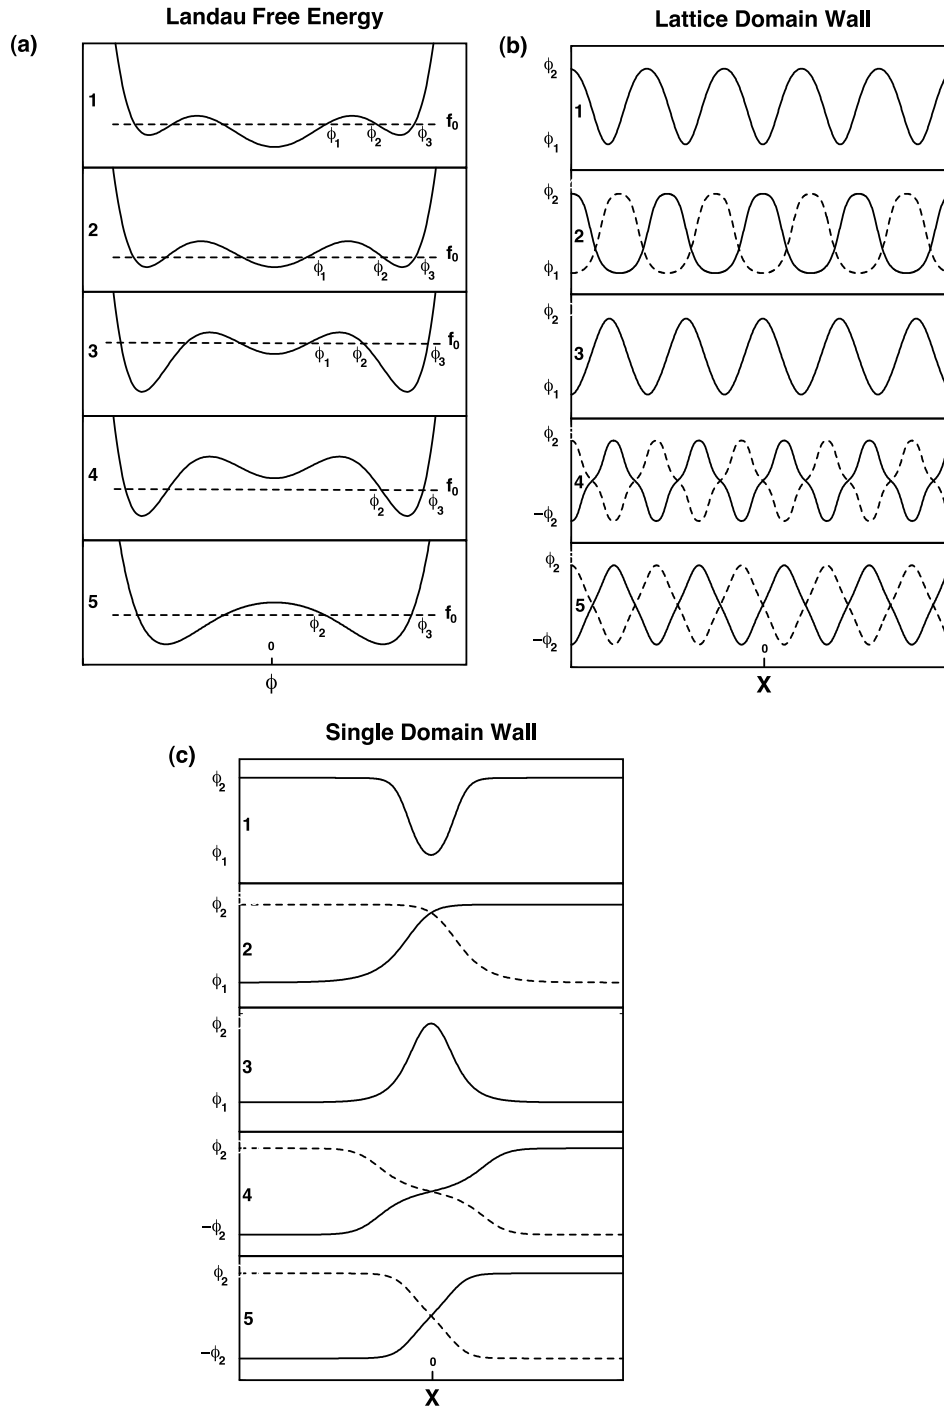 Landau Free Energy
(a)
1
f₀
ϕ₁
ϕ₂
ϕ₃
2
f₀
ϕ₁
ϕ₂
ϕ₃
3
f₀
ϕ₁
ϕ₂
ϕ₃
4
f₀
ϕ₂
ϕ₃
5
f₀
ϕ₂
ϕ₃
0
ϕ
Lattice Domain Wall
(b)
ϕ₂
1
ϕ₁
ϕ₂
2
ϕ₁
ϕ₂
3
ϕ₁
ϕ₂
4
−ϕ₂
ϕ₂
5
−ϕ₂
0
X
Single Domain Wall
(c)
ϕ₂
1
ϕ₁
ϕ₂
2
ϕ₁
ϕ₂
3
ϕ₁
ϕ₂
4
−ϕ₂
ϕ₂
5
−ϕ₂
0
X